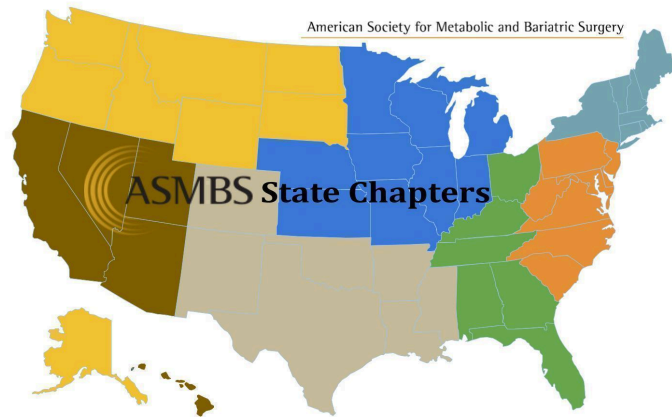 American Society for Metabolic and Bariatric Surgery
ASMBS State Chapters